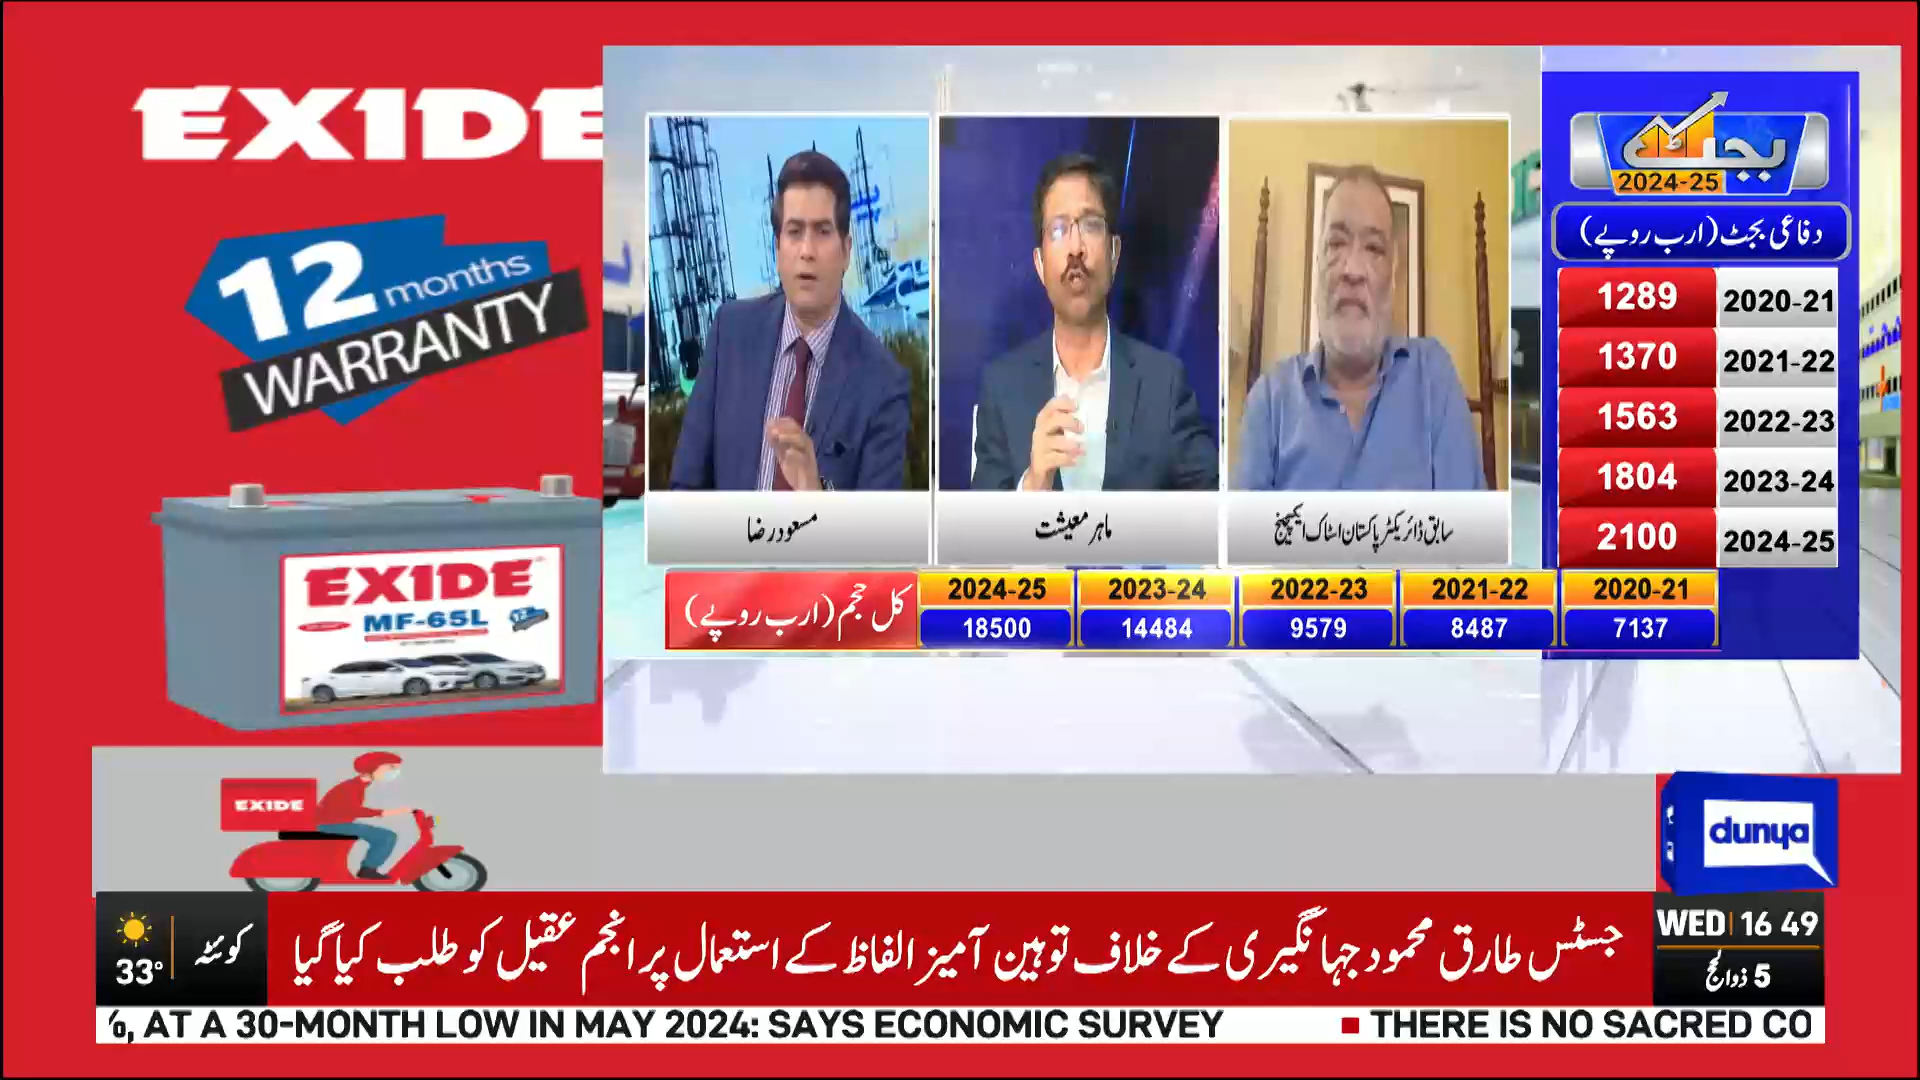 EXIDE
12 months
WARRANTY
EXIDE
MF-65L
EXIDE
بجٹ
2024-25
دفاعی بجٹ (ارب روپے)
1289 2020-21
1370 2021-22
1563 2022-23
1804 2023-24
2100 2024-25
مسعود رضا
ماہر معیشت
سابق ڈائریکٹر پاکستان اسٹاک ایکسچینج
کل حجم (ارب روپے)
2024-25 2023-24 2022-23 2021-22 2020-21
18500 14484 9579 8487 7137
dunya
کوئٹہ
33°
جسٹس طارق محمود جہانگیری کے خلاف توہین آمیز الفاظ کے استعمال پر انجم عقیل کو طلب کیا گیا
WED 16 49
5 ذوالحج
%, AT A 30-MONTH LOW IN MAY 2024: SAYS ECONOMIC SURVEY
THERE IS NO SACRED CO